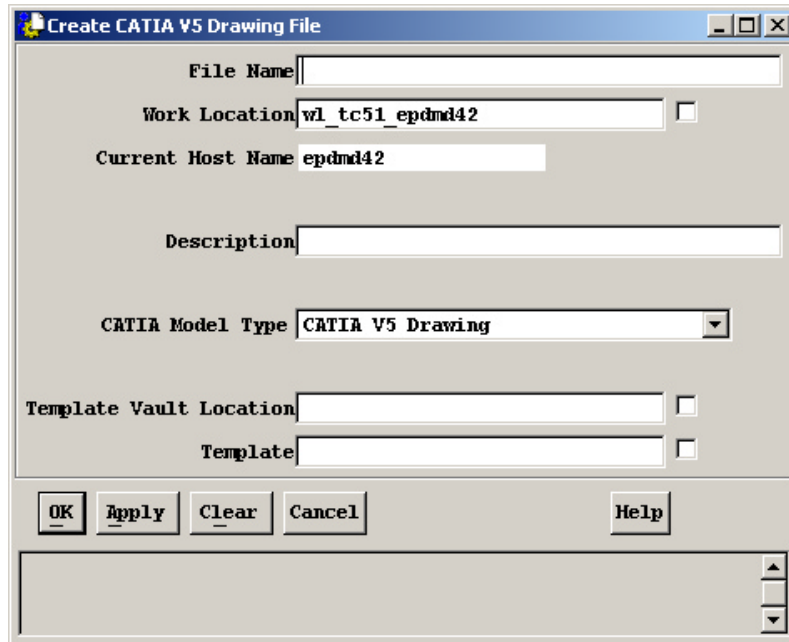 Create CATIA V5 Drawing File
File Name
Work Location wl_tc51_epdmd42
Current Host Name epdmd42
Description
CATIA Model Type CATIA V5 Drawing
Template Vault Location
Template
OK Apply Clear Cancel Help